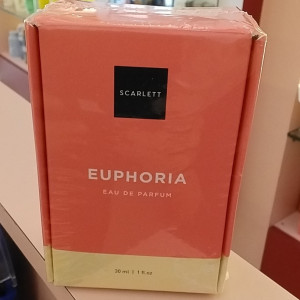 SCARLETT
EUPHORIA
EAU DE PARFUM
30 ml | 1 fl.oz